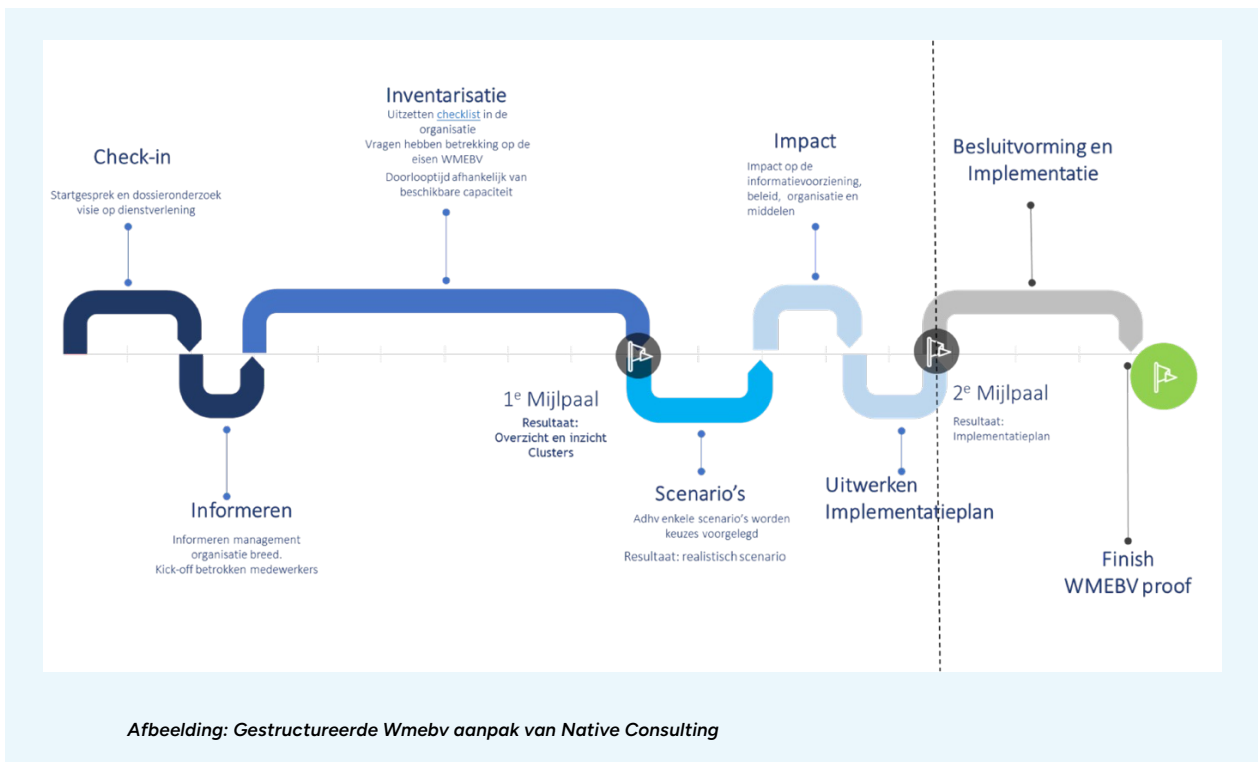 Check-in
Startgesprek en dossieronderzoek
visie op dienstverlening
Informeren
Informeren management
organisatie breed.
Kick-off betrokken medewerkers
Inventarisatie
Uitzetten checklist in de
organisatie
Vragen hebben betrekking op de
eisen WMEBV
Doorlooptijd afhankelijk van
beschikbare capaciteit
1e Mijlpaal
Resultaat:
Overzicht en inzicht
Clusters
Scenario's
Adhv enkele scenario's worden
keuzes voorgelegd
Resultaat: realistisch scenario
Impact
Impact op de
informatievoorziening,
beleid, organisatie en
middelen
Uitwerken
Implementatieplan
2e Mijlpaal
Resultaat:
Implementatieplan
Besluitvorming en
Implementatie
Finish
WMEBV proof
Afbeelding: Gestructureerde Wmebv aanpak van Native Consulting